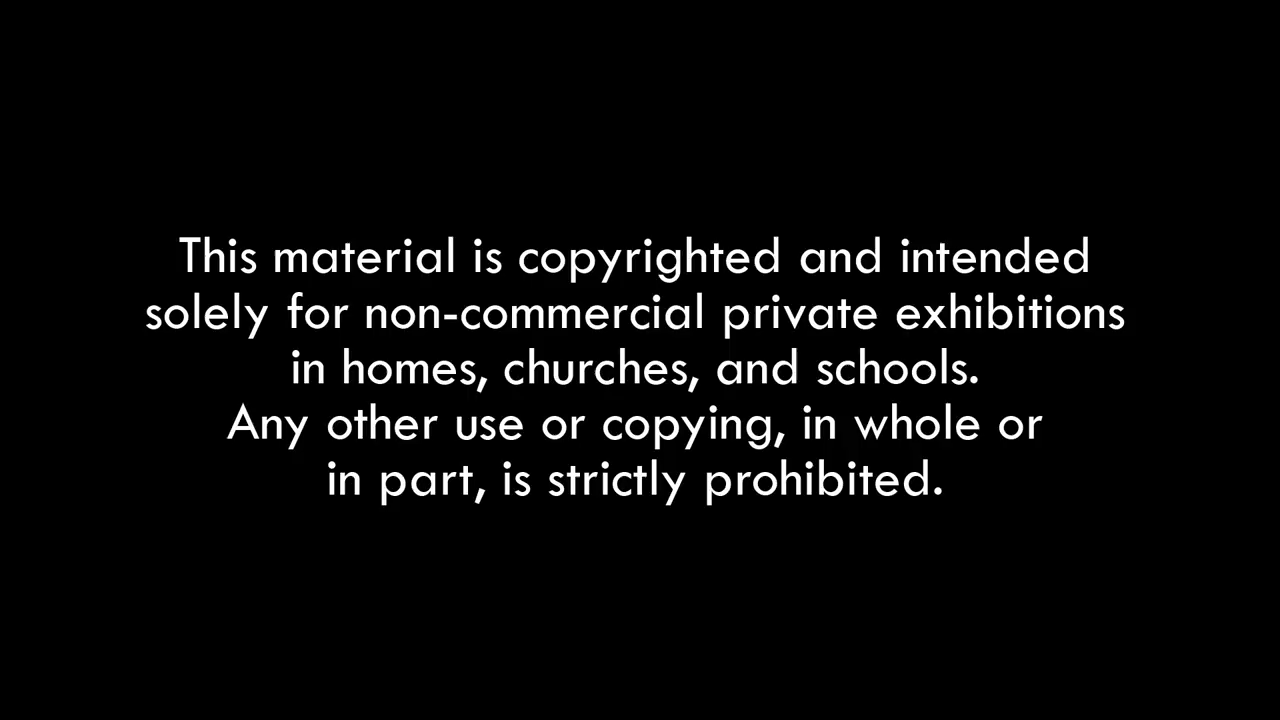 This material is copyrighted and intended
solely for non-commercial private exhibitions
in homes, churches, and schools.
Any other use or copying, in whole or
in part, is strictly prohibited.